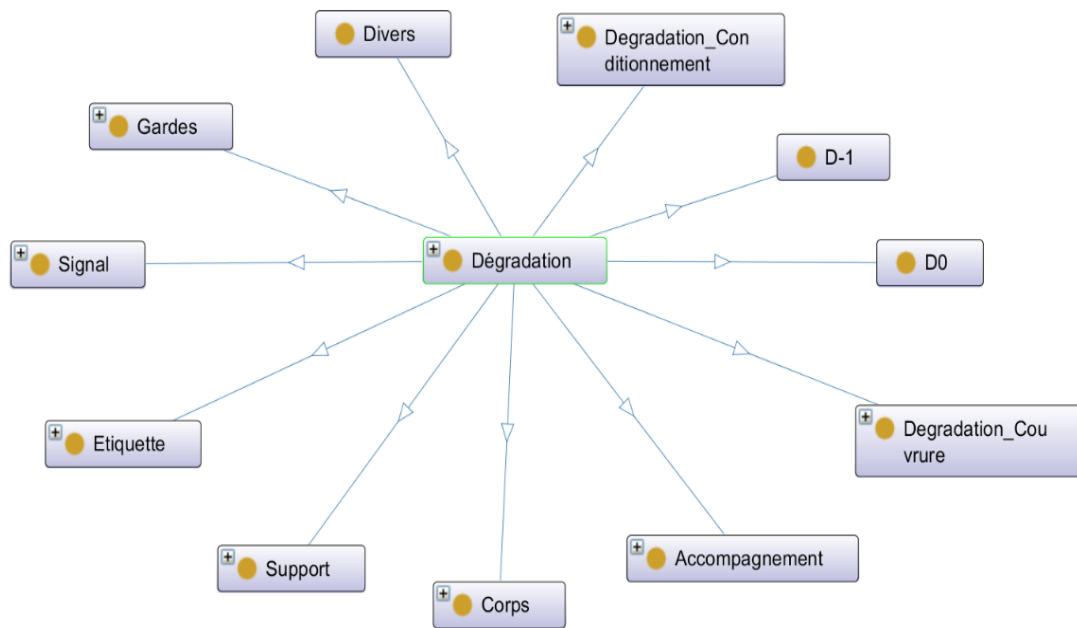 Divers
Degradation_Con
ditionnement
Gardes
D-1
Signal
Dégradation
D0
Etiquette
Degradation_Cou
vrure
Support
Corps
Accompagnement